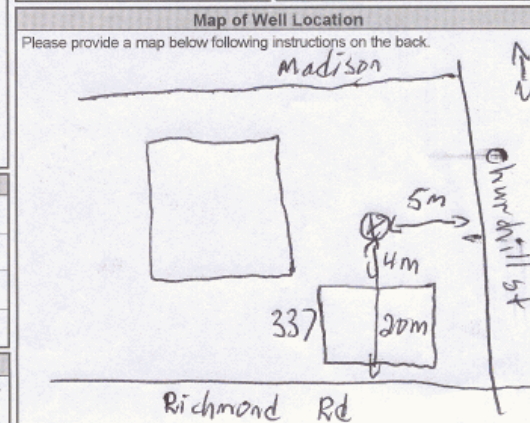 Map of Well Location
Please provide a map below following instructions on the back.
Madison
N
5m
Churchill St
4m
337
20m
Richmond Rd